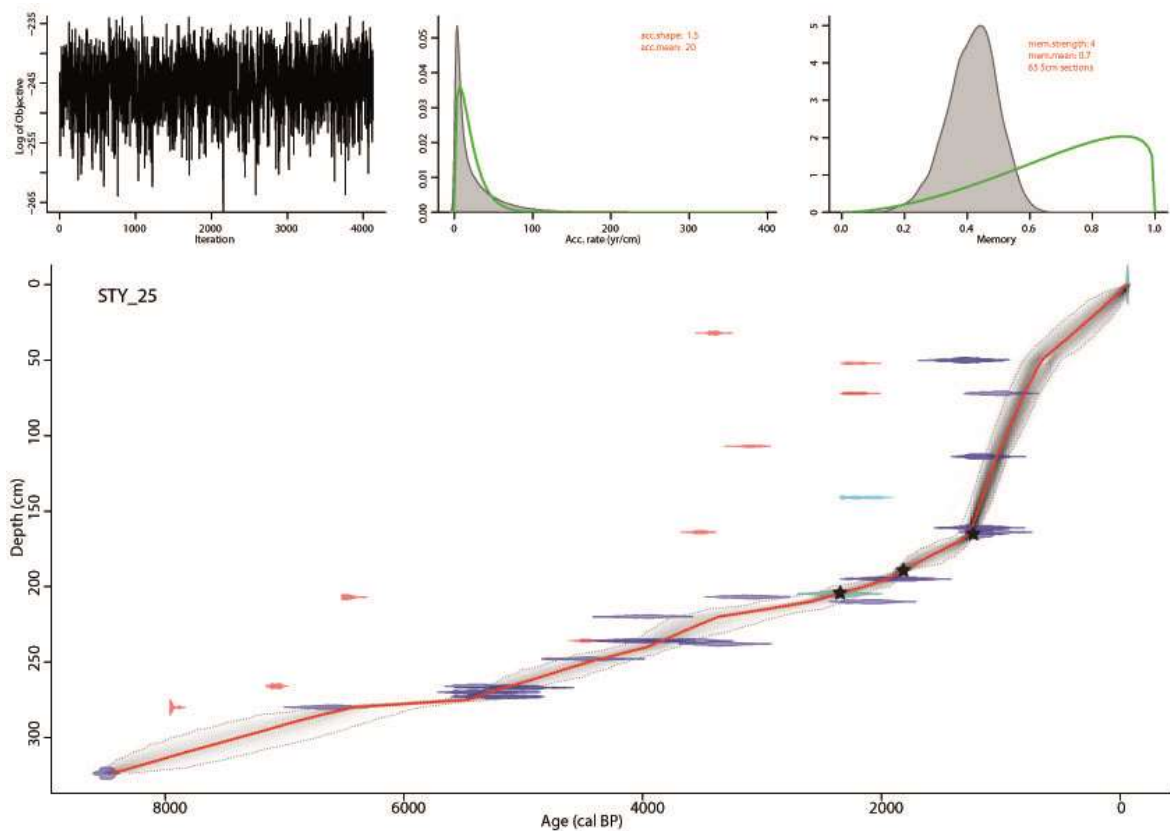 -235
-245
-255
-265
Log of Objective
0 1000 2000 3000 4000
Iteration
0.05
0.04
0.03
0.02
0.01
0.00
acc.shape: 1.5
acc.mean: 20
0 100 200 300 400
Acc. rate (yr/cm)
5
4
3
2
1
0
mem.strength: 4
mem.mean: 0.7
65 5cm sections
0.0 0.2 0.4 0.6 0.8 1.0
Memory
STY_25
0
50
100
150
200
250
300
Depth (cm)
8000 6000 4000 2000 0
Age (cal BP)